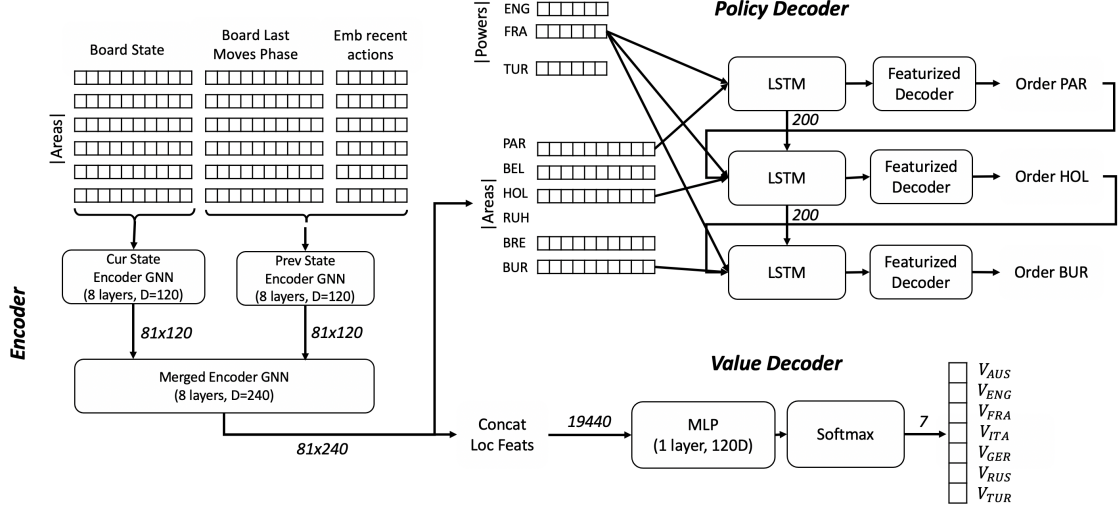 Policy Decoder
|Powers|
ENG
FRA
TUR
Board State
Board Last
Moves Phase
Emb recent
actions
|Areas|
|Areas|
PAR
BEL
HOL
RUH
BRE
BUR
LSTM
Featurized
Decoder
Order PAR
200
LSTM
Featurized
Decoder
Order HOL
200
LSTM
Featurized
Decoder
Order BUR
Encoder
Cur State
Encoder GNN
(8 layers, D=120)
Prev State
Encoder GNN
(8 layers, D=120)
81x120
81x120
Merged Encoder GNN
(8 layers, D=240)
81x240
Value Decoder
Concat
Loc Feats
19440
MLP
(1 layer, 120D)
Softmax
7
V_AUS
V_ENG
V_FRA
V_ITA
V_GER
V_RUS
V_TUR